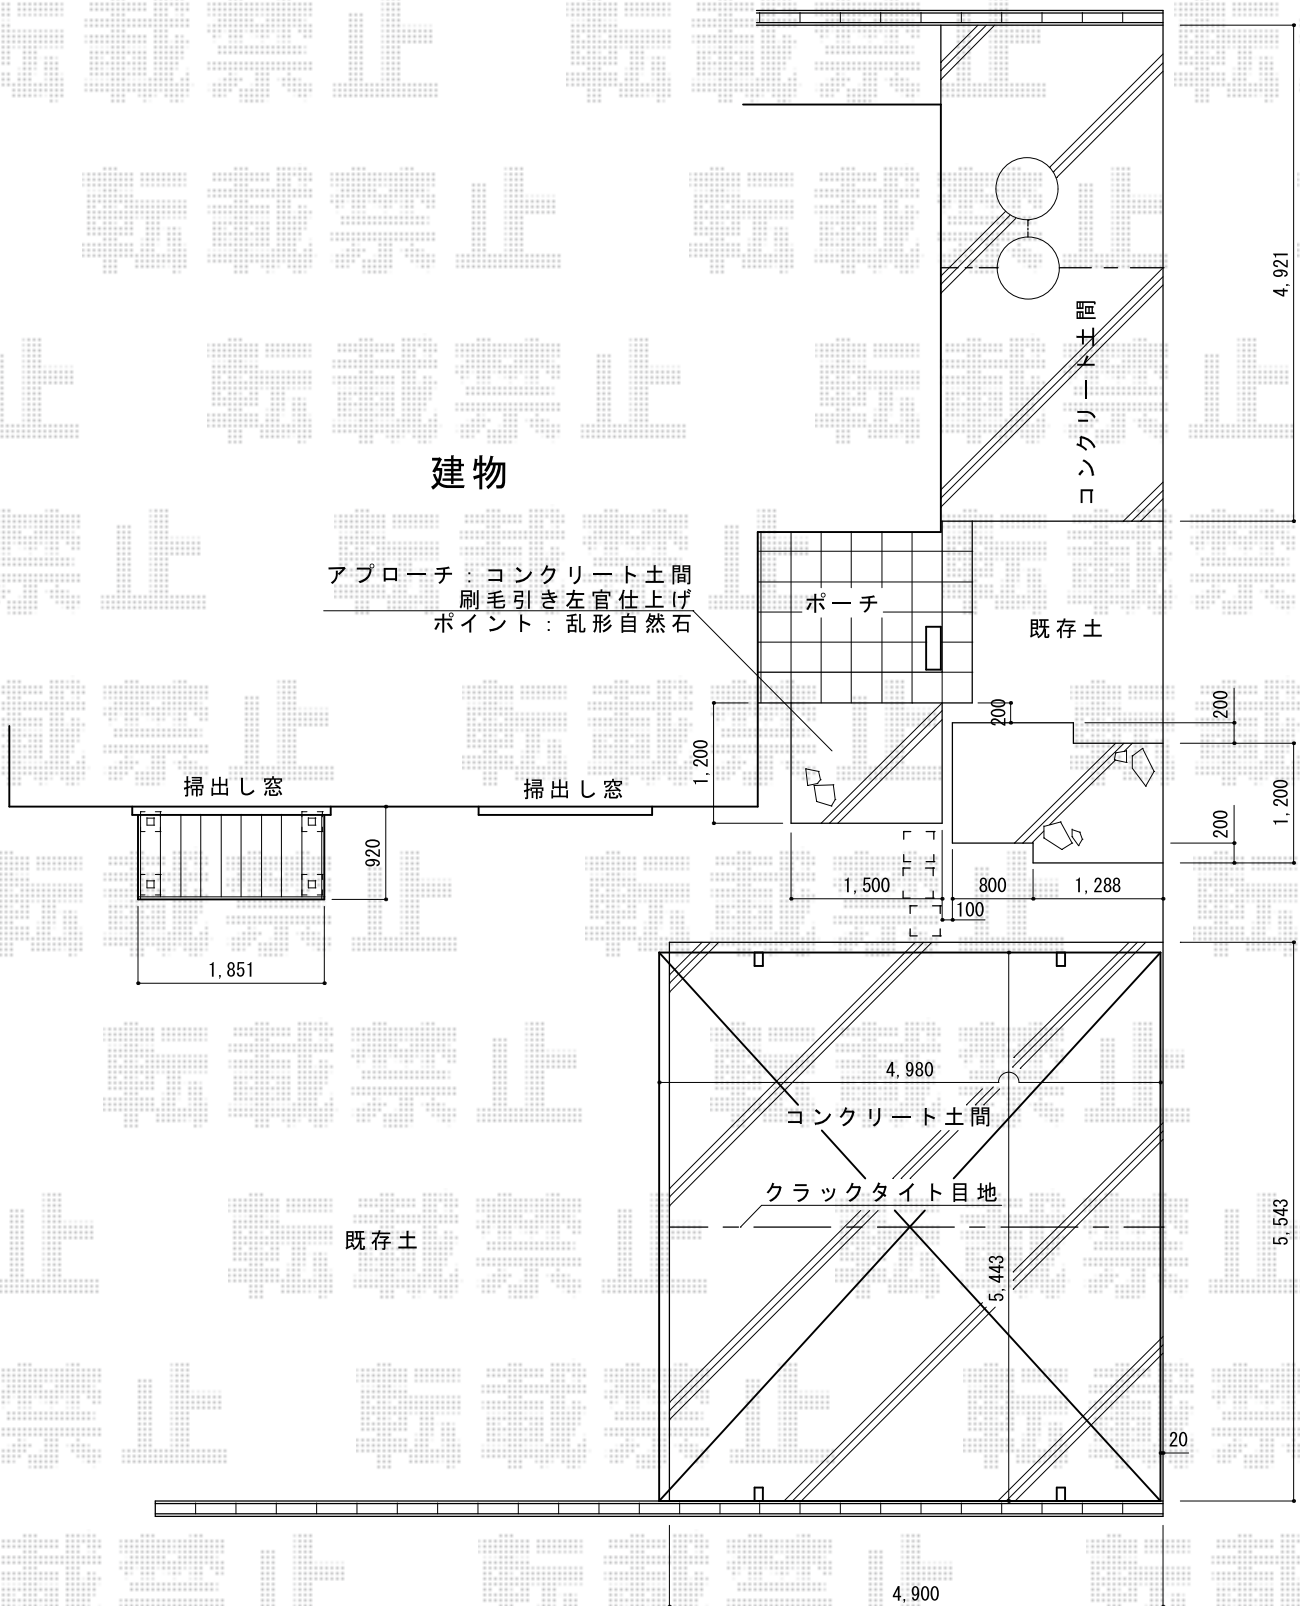 転載禁止
4,921
コンクリート土間
建物
アプローチ：コンクリート土間
刷毛引き左官仕上げ
ポイント：乱形自然石
ポーチ
既存土
200
200
1,200
1,200
200
掃出し窓
掃出し窓
920
1,500
800
1,288
100
1,851
4,980
コンクリート土間
クラックタイト目地
既存土
5,443
5,543
20
4,900